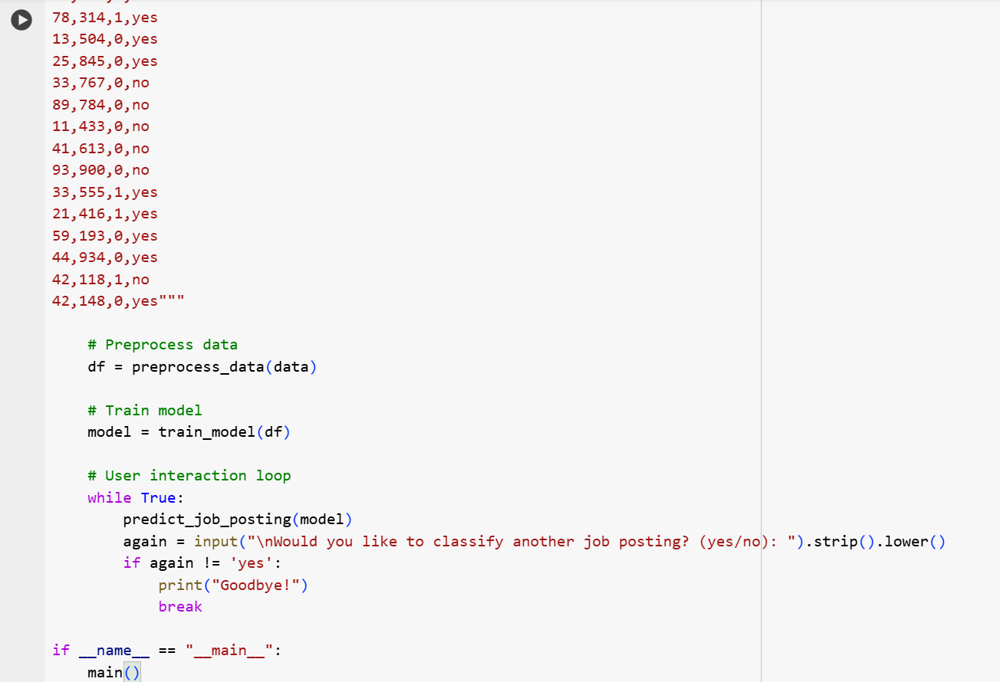 78,314,1,yes
13,504,0,yes
25,845,0,yes
33,767,0,no
89,784,0,no
11,433,0,no
41,613,0,no
93,900,0,no
33,555,1,yes
21,416,1,yes
59,193,0,yes
44,934,0,yes
42,118,1,no
42,148,0,yes"""
    # Preprocess data
    df = preprocess_data(data)
    # Train model
    model = train_model(df)
    # User interaction loop
    while True:
        predict_job_posting(model)
        again = input("\nWould you like to classify another job posting? (yes/no): ").strip().lower()
        if again != 'yes':
            print("Goodbye!")
            break
if __name__ == "__main__":
    main()